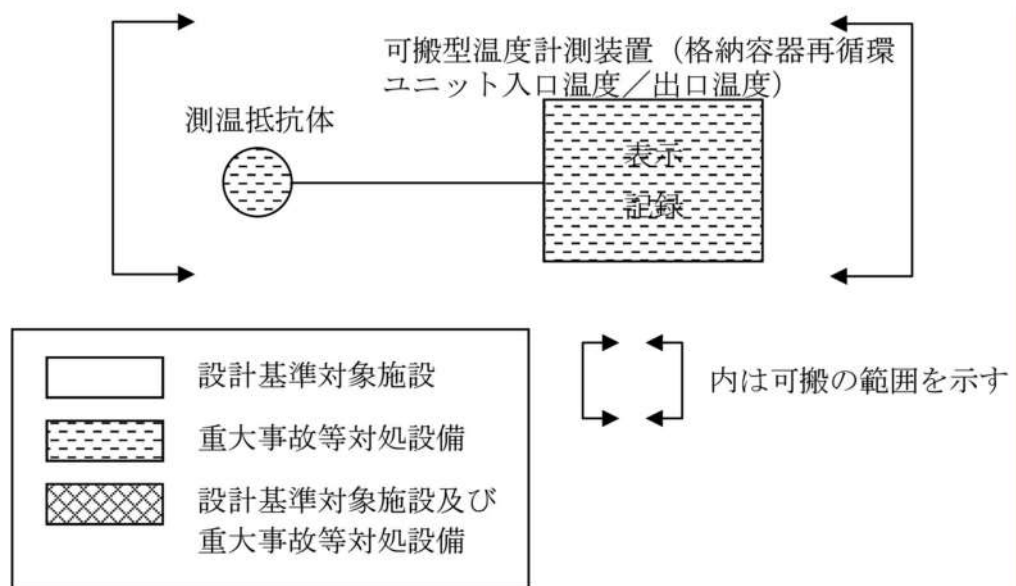 可搬型温度計測装置（格納容器再循環
ユニット入口温度／出口温度）
測温抵抗体
表示
記録
設計基準対象施設
重大事故等対処設備
設計基準対象施設及び
重大事故等対処設備
内は可搬の範囲を示す